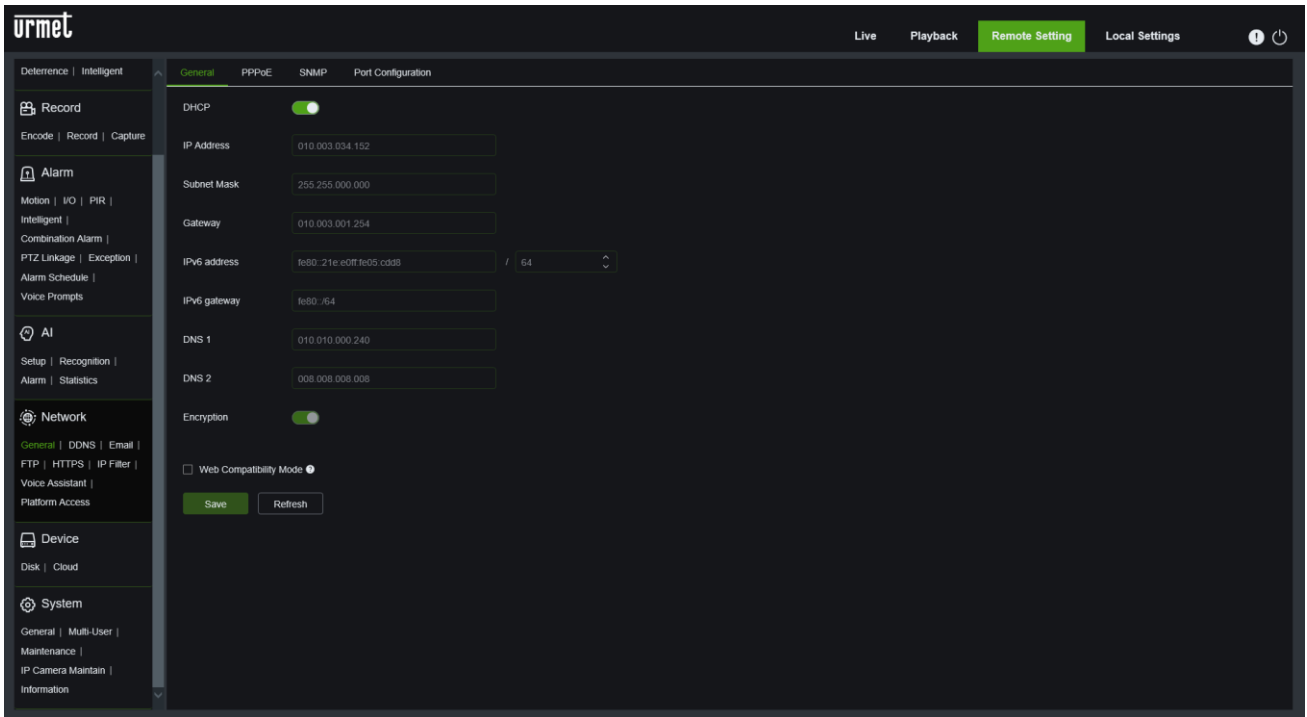 urmet
Live Playback Remote Setting Local Settings
Deterrence | Intelligent
Record
Encode | Record | Capture
Alarm
Motion | I/O | PIR |
Intelligent |
Combination Alarm |
PTZ Linkage | Exception |
Alarm Schedule |
Voice Prompts
AI
Setup | Recognition |
Alarm | Statistics
Network
General | DDNS | Email |
FTP | HTTPS | IP Filter |
Voice Assistant |
Platform Access
Device
Disk | Cloud
System
General | Multi-User |
Maintenance |
IP Camera Maintain |
Information
General PPPoE SNMP Port Configuration
DHCP
IP Address 010.003.034.152
Subnet Mask 255.255.000.000
Gateway 010.003.001.254
IPv6 address fe80::21e:e0ff:fe05:cdd8 / 64
IPv6 gateway fe80::/64
DNS 1 010.010.000.240
DNS 2 008.008.008.008
Encryption
Web Compatibility Mode
Save Refresh